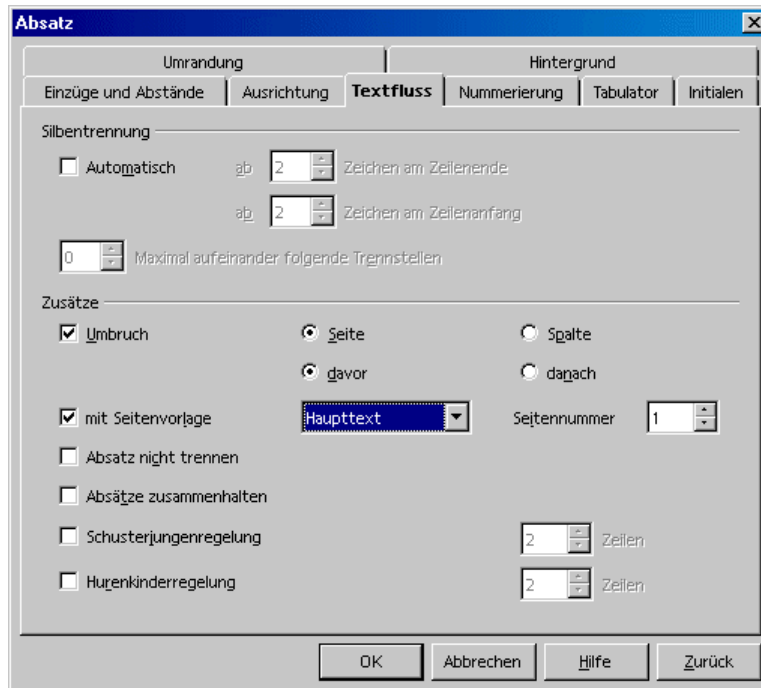 Absatz
Umrandung Hintergrund
Einzüge und Abstände Ausrichtung Textfluss Nummerierung Tabulator Initialen
Silbentrennung
Automatisch ab 2 Zeichen am Zeilenende
ab 2 Zeichen am Zeilenanfang
0 Maximal aufeinander folgende Trennstellen
Zusätze
Umbruch Seite Spalte
davor danach
mit Seitenvorlage Haupttext Seitennummer 1
Absatz nicht trennen
Absätze zusammenhalten
Schusterjungenregelung 2 Zeilen
Hurenkinderregelung 2 Zeilen
OK Abbrechen Hilfe Zurück